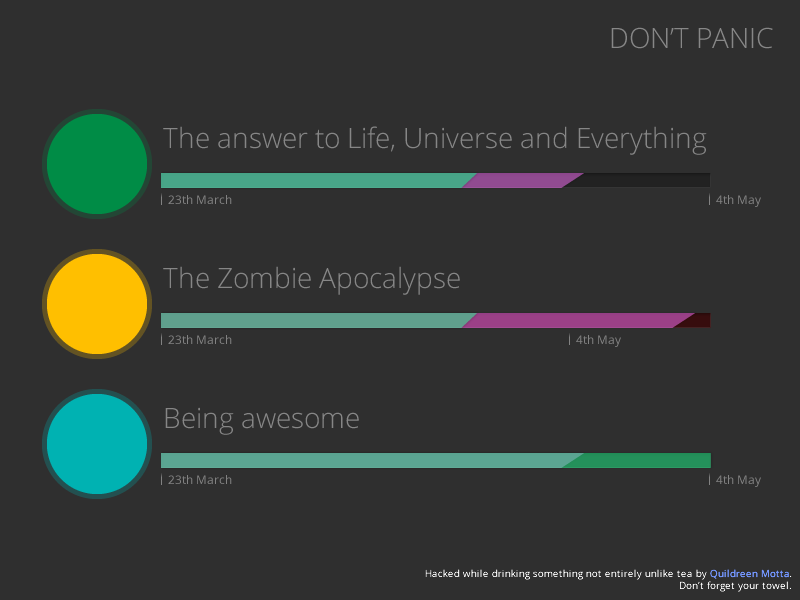 DON'T PANIC
The answer to Life, Universe and Everything
23th March
4th May
The Zombie Apocalypse
23th March
4th May
Being awesome
23th March
4th May
Hacked while drinking something not entirely unlike tea by Quildreen Motta.
Don't forget your towel.